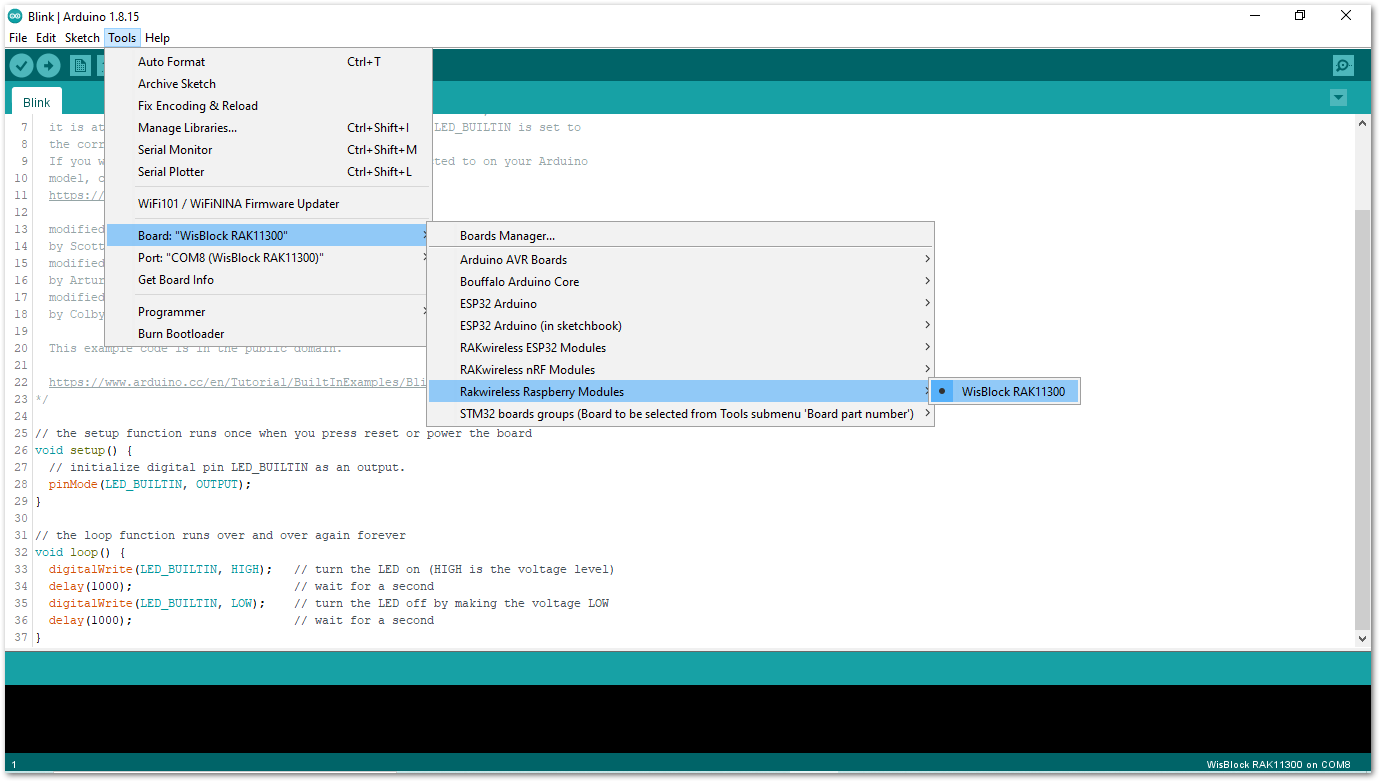 Blink | Arduino 1.8.15
File Edit Sketch Tools Help
Auto Format Ctrl+T
Archive Sketch
Fix Encoding & Reload
Manage Libraries... Ctrl+Shift+I
Serial Monitor Ctrl+Shift+M
Serial Plotter Ctrl+Shift+L
WiFi101 / WiFiNINA Firmware Updater
Board: "WisBlock RAK11300"
Port: "COM8 (WisBlock RAK11300)"
Get Board Info
Programmer
Burn Bootloader
Boards Manager...
Arduino AVR Boards
Bouffalo Arduino Core
ESP32 Arduino
ESP32 Arduino (in sketchbook)
RAKwireless ESP32 Modules
RAKwireless nRF Modules
Rakwireless Raspberry Modules
STM32 boards groups (Board to be selected from Tools submenu 'Board part number')
WisBlock RAK11300
Blink
7 it is at LED_BUILTIN is set to
8 the corr
9 If you w ted to on your Arduino
10 model, c
11 https://
12
13 modified
14 by Scott
15 modified
16 by Artur
17 modified
18 by Colby
19
20 This example code is in the public domain.
21
22 https://www.arduino.cc/en/Tutorial/BuiltInExamples/Bli
23 */
24
25 // the setup function runs once when you press reset or power the board
26 void setup() {
27 // initialize digital pin LED_BUILTIN as an output.
28 pinMode(LED_BUILTIN, OUTPUT);
29 }
30
31 // the loop function runs over and over again forever
32 void loop() {
33 digitalWrite(LED_BUILTIN, HIGH); // turn the LED on (HIGH is the voltage level)
34 delay(1000); // wait for a second
35 digitalWrite(LED_BUILTIN, LOW); // turn the LED off by making the voltage LOW
36 delay(1000); // wait for a second
37 }
1 WisBlock RAK11300 on COM8